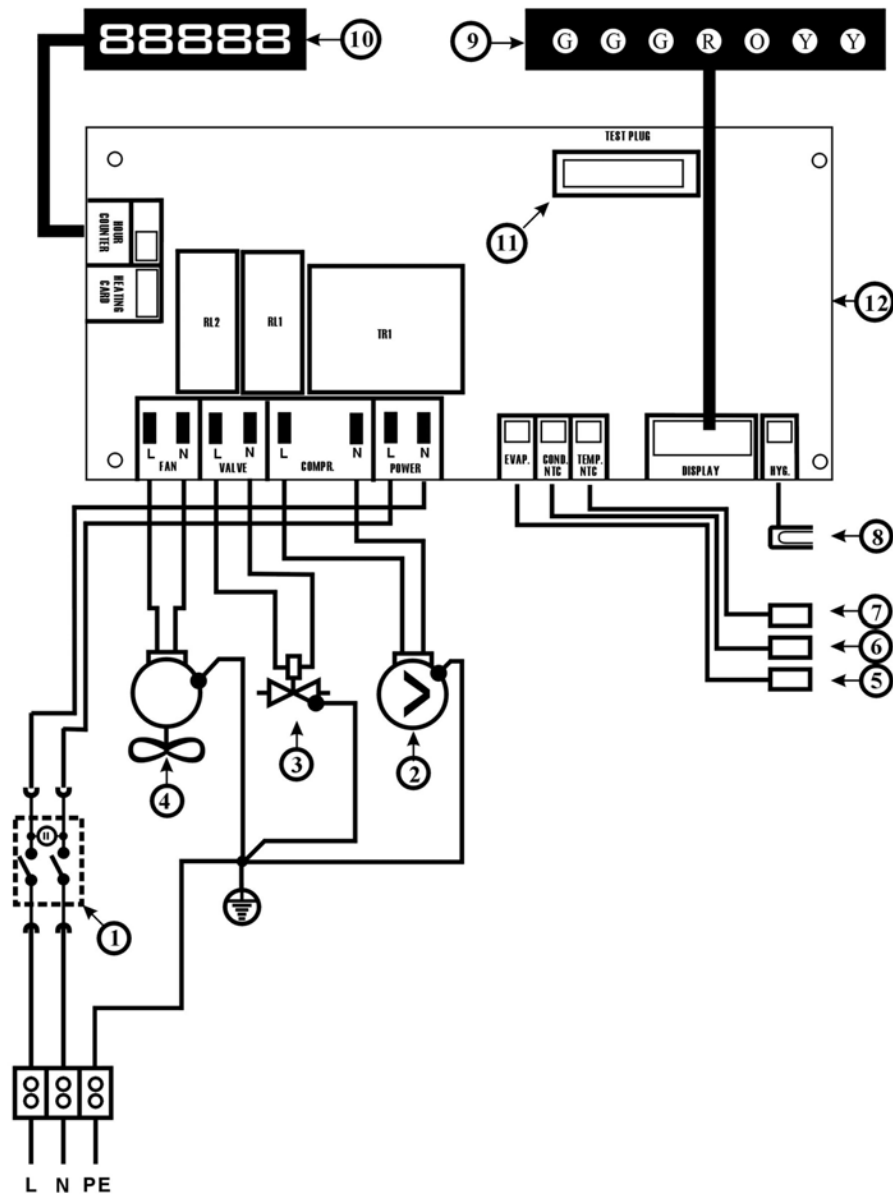 88888
10
9
G G G R O Y Y
TEST PLUG
11
HOUR
COUNTER
HEATING
CARD
12
RL2
RL1
TR1
L N L N L N L N
FAN
VALVE
COMPR.
POWER
EVAP.
COND.
NTC
TEMP.
NTC
DISPLAY
HYG.
8
7
6
5
4
3
2
1
L N PE